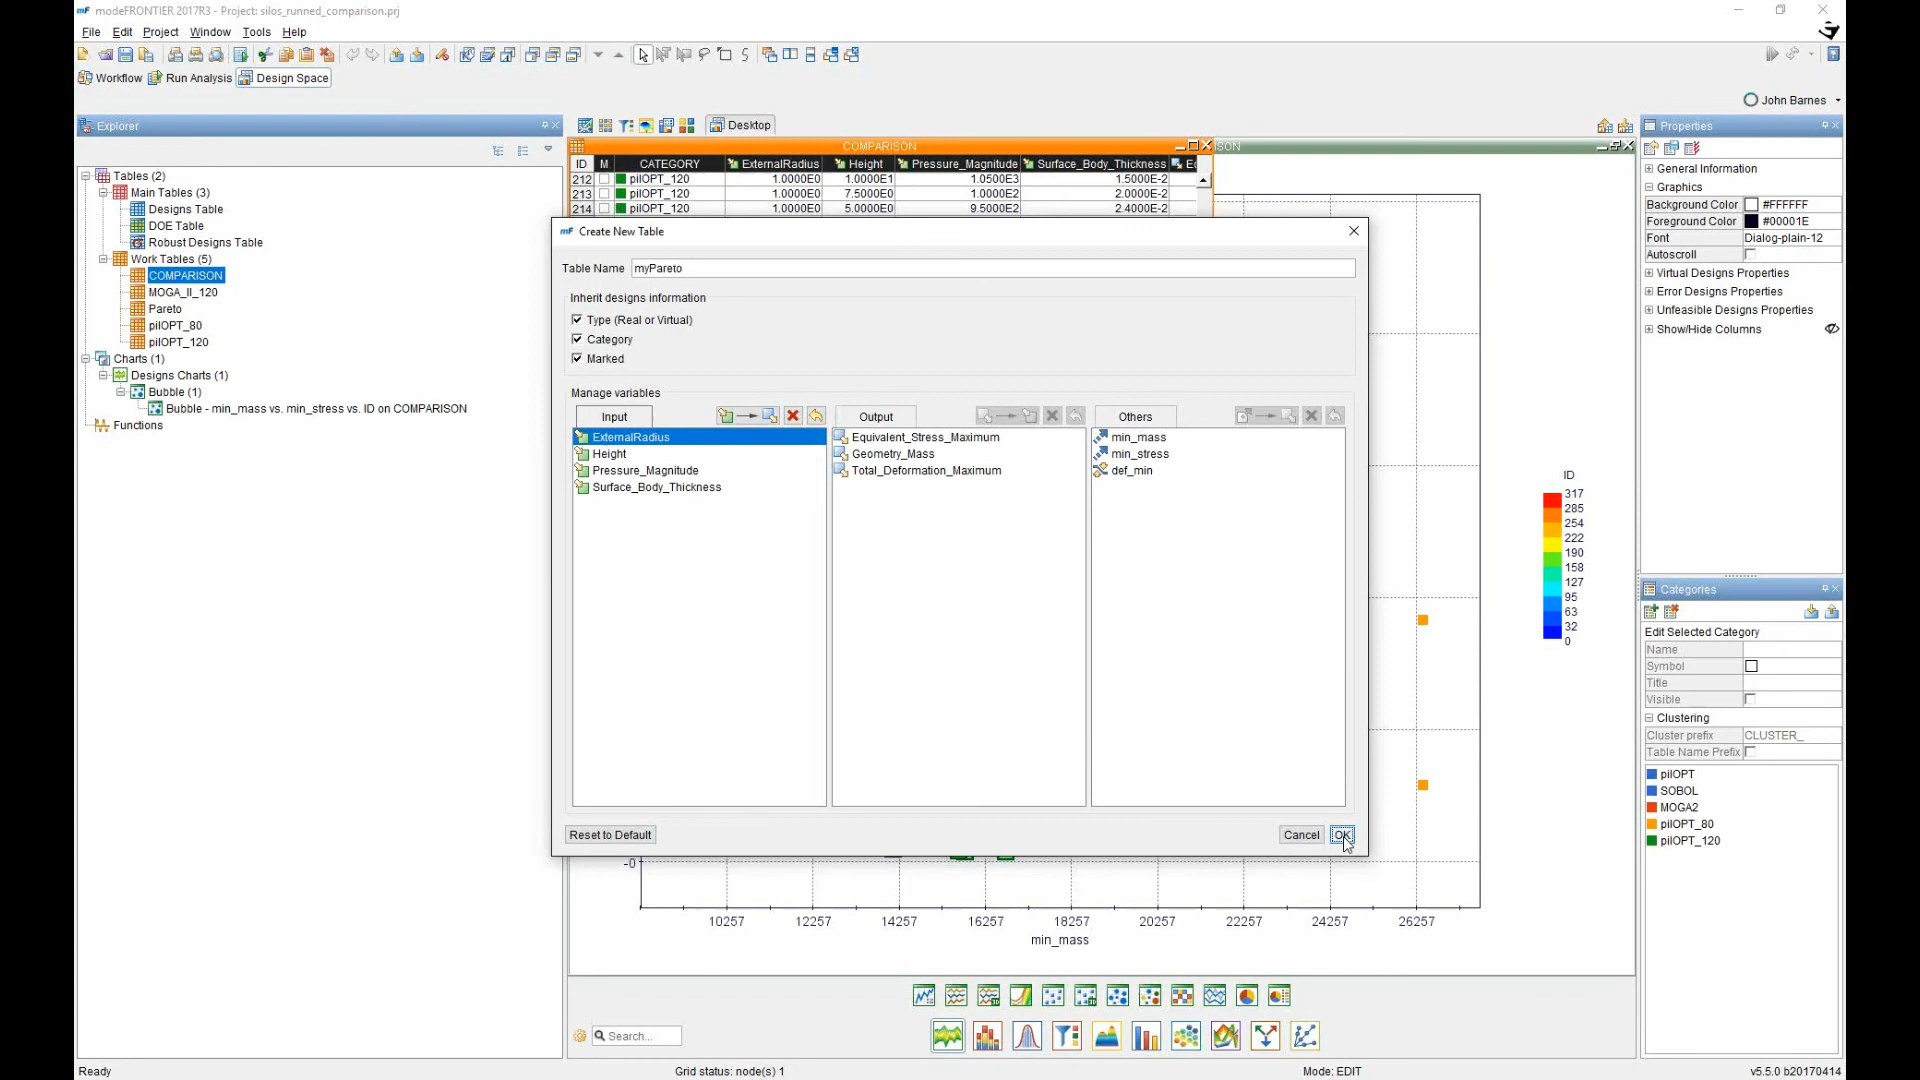 modeFRONTIER 2017R3 - Project: silos_runned_comparison.prj
File Edit Project Window Tools Help
Workflow Run Analysis Design Space
John Barnes
Explorer
Desktop
Properties
Tables (2)
Main Tables (3)
Designs Table
DOE Table
Robust Designs Table
Work Tables (5)
COMPARISON
MOGA_II_120
Pareto
pilOPT_80
pilOPT_120
Charts (1)
Designs Charts (1)
Bubble (1)
Bubble - min_mass vs. min_stress vs. ID on COMPARISON
Functions
COMPARISON
ID M CATEGORY ExternalRadius Height Pressure_Magnitude Surface_Body_Thickness
212 pilOPT_120 1.0000E0 1.0000E1 1.0500E3 1.5000E-2
213 pilOPT_120 1.0000E0 7.5000E0 1.0000E2 2.0000E-2
214 pilOPT_120 1.0000E0 5.0000E0 9.5000E2 2.4000E-2
Create New Table
Table Name myPareto
Inherit designs information
Type (Real or Virtual)
Category
Marked
Manage variables
Input Output Others
ExternalRadius
Height
Pressure_Magnitude
Surface_Body_Thickness
Equivalent_Stress_Maximum
Geometry_Mass
Total_Deformation_Maximum
min_mass
min_stress
def_min
Reset to Default
Cancel OK
-0
10257 12257 14257 16257 18257 20257 22257 24257 26257
min_mass
ID
317
285
254
222
190
158
127
95
63
32
0
General Information
Graphics
Background Color #FFFFFF
Foreground Color #00001E
Font Dialog-plain-12
Autoscroll
Virtual Designs Properties
Error Designs Properties
Unfeasible Designs Properties
Show/Hide Columns
Categories
Edit Selected Category
Name
Symbol
Title
Visible
Clustering
Cluster prefix CLUSTER_
Table Name Prefix
pilOPT
SOBOL
MOGA2
pilOPT_80
pilOPT_120
Search...
Ready
Grid status: node(s) 1
Mode: EDIT
v5.5.0 b20170414